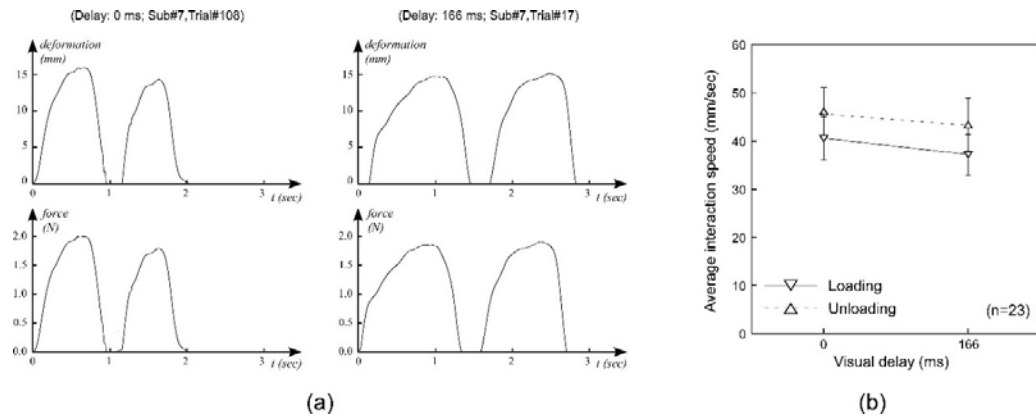 (Delay: 0 ms; Sub#7,Trial#108)
(Delay: 166 ms; Sub#7,Trial#17)
deformation
(mm)
15
10
5
0
0 1 2 3
t (sec)
deformation
(mm)
15
10
5
0
0 1 2 3
t (sec)
force
(N)
2.0
1.5
1.0
0.5
0.0
0 1 2 3
t (sec)
force
(N)
2.0
1.5
1.0
0.5
0.0
0 1 2 3
t (sec)
(a)
Average interaction speed (mm/sec)
60
50
40
30
20
10
0
Loading
Unloading
(n=23)
0 166
Visual delay (ms)
(b)